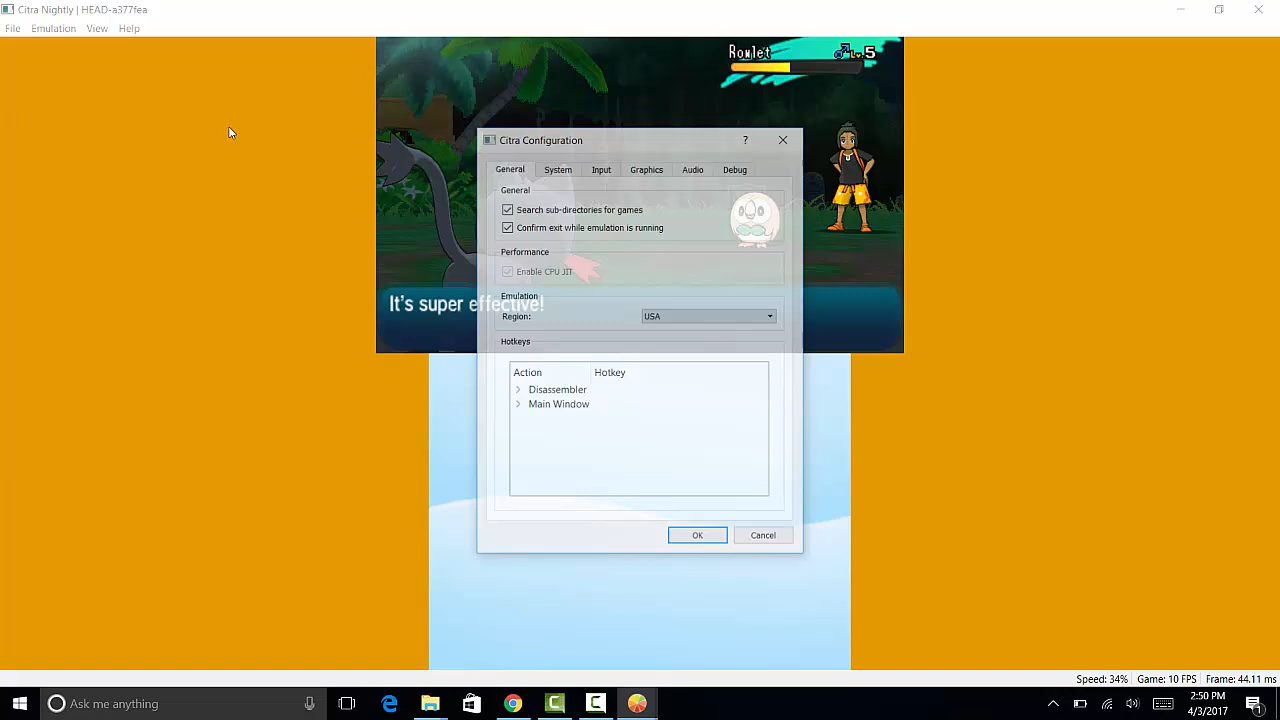 Citra Nightly | HEAD-a377fea
File Emulation View Help
Rowlet Lv. 5
Citra Configuration ?
General System Input Graphics Audio Debug
General
Search sub-directories for games
Confirm exit while emulation is running
Performance
Enable CPU JIT
It's super effective!
Emulation
Region: USA
Hotkeys
Action Hotkey
Disassembler
Main Window
OK Cancel
Speed: 34% Game: 10 FPS Frame: 44.11 ms
Ask me anything
2:50 PM
4/3/2017
1